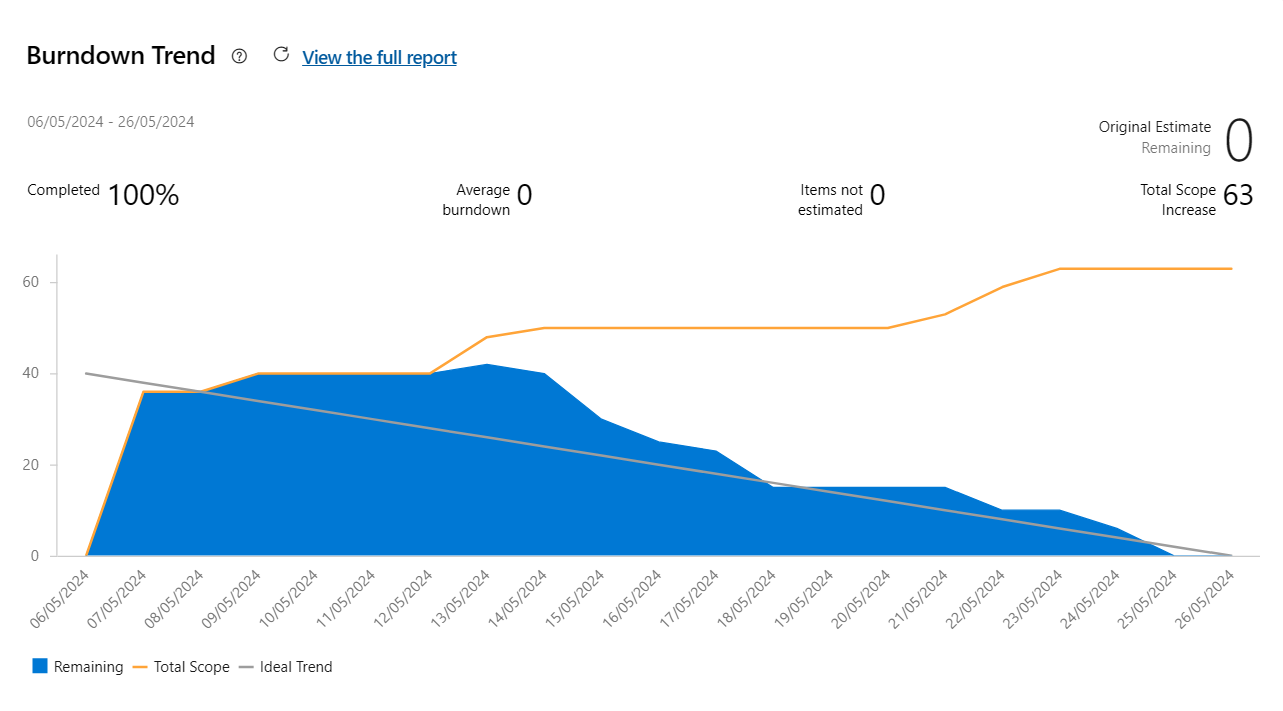 Burndown Trend View the full report
06/05/2024 - 26/05/2024
Original Estimate 0
Remaining
Completed 100%
Average burndown 0
Items not estimated 0
Total Scope Increase 63
60
40
20
0
06/05/2024
07/05/2024
08/05/2024
09/05/2024
10/05/2024
11/05/2024
12/05/2024
13/05/2024
14/05/2024
15/05/2024
16/05/2024
17/05/2024
18/05/2024
19/05/2024
20/05/2024
21/05/2024
22/05/2024
23/05/2024
24/05/2024
25/05/2024
26/05/2024
Remaining Total Scope Ideal Trend